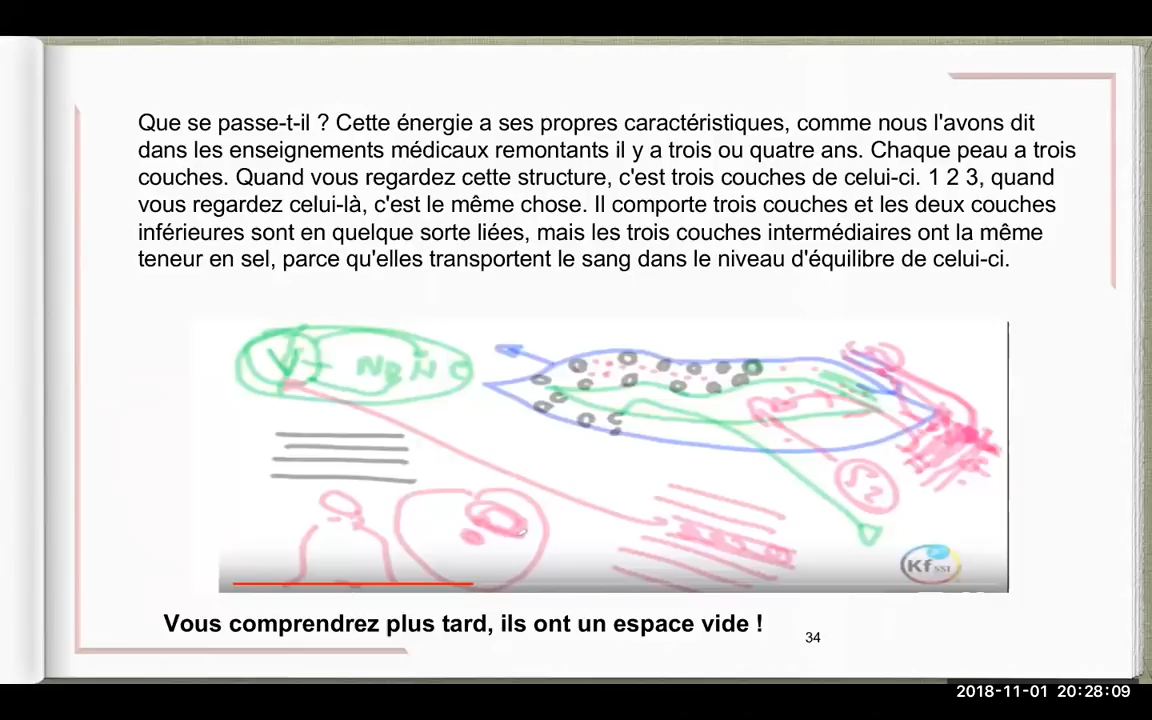 Que se passe-t-il ? Cette énergie a ses propres caractéristiques, comme nous l'avons dit
dans les enseignements médicaux remontants il y a trois ou quatre ans. Chaque peau a trois
couches. Quand vous regardez cette structure, c'est trois couches de celui-ci. 1 2 3, quand
vous regardez celui-là, c'est le même chose. Il comporte trois couches et les deux couches
inférieures sont en quelque sorte liées, mais les trois couches intermédiaires ont la même
teneur en sel, parce qu'elles transportent le sang dans le niveau d'équilibre de celui-ci.
Kf SSI
Vous comprendrez plus tard, ils ont un espace vide !
34
2018-11-01 20:28:09